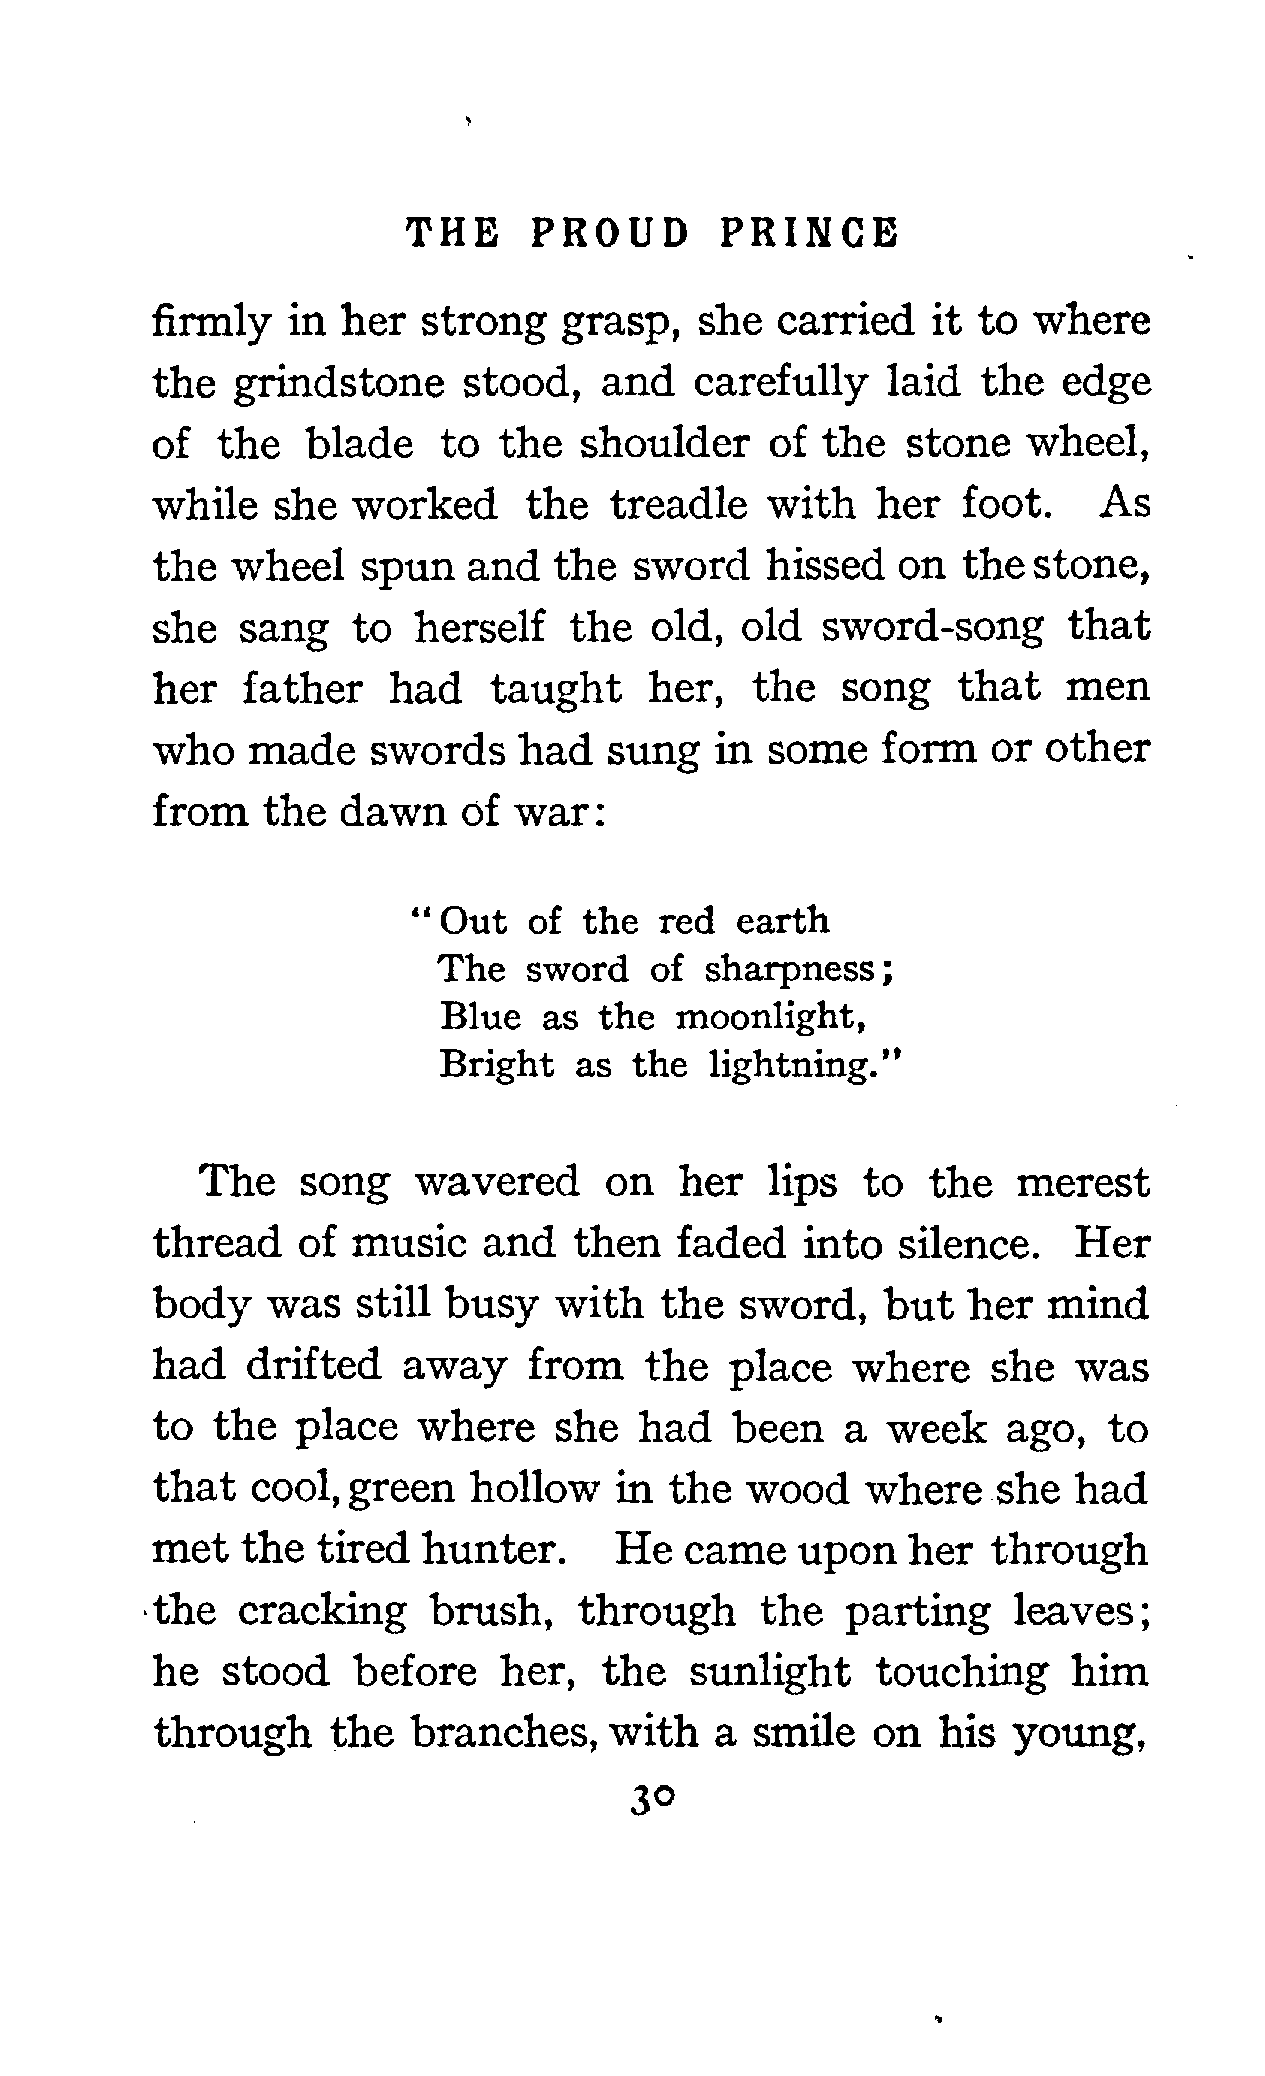 THE PROUD PRINCE
firmly in her strong grasp, she carried it to where
the grindstone stood, and carefully laid the edge
of the blade to the shoulder of the stone wheel,
while she worked the treadle with her foot. As
the wheel spun and the sword hissed on the stone,
she sang to herself the old, old sword-song that
her father had taught her, the song that men
who made swords had sung in some form or other
from the dawn of war:
"Out of the red earth
The sword of sharpness;
Blue as the moonlight,
Bright as the lightning."
The song wavered on her lips to the merest
thread of music and then faded into silence. Her
body was still busy with the sword, but her mind
had drifted away from the place where she was
to the place where she had been a week ago, to
that cool, green hollow in the wood where she had
met the tired hunter. He came upon her through
the cracking brush, through the parting leaves;
he stood before her, the sunlight touching him
through the branches, with a smile on his young,
30